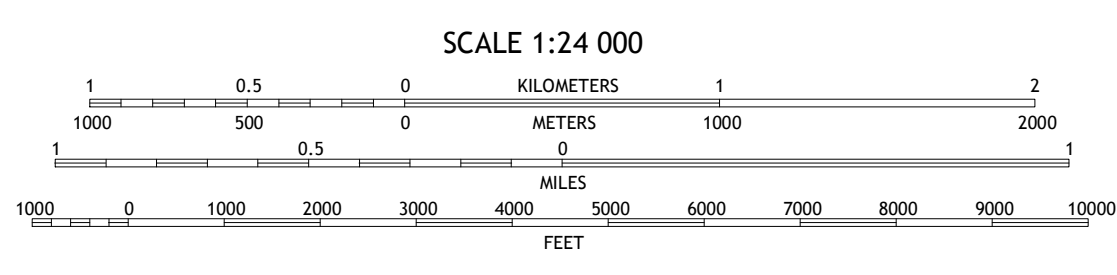 SCALE 1:24 000
1 0.5 0 KILOMETERS 1 2
1000 500 0 METERS 1000 2000
1 0.5 0 1
MILES
1000 0 1000 2000 3000 4000 5000 6000 7000 8000 9000 10000
FEET